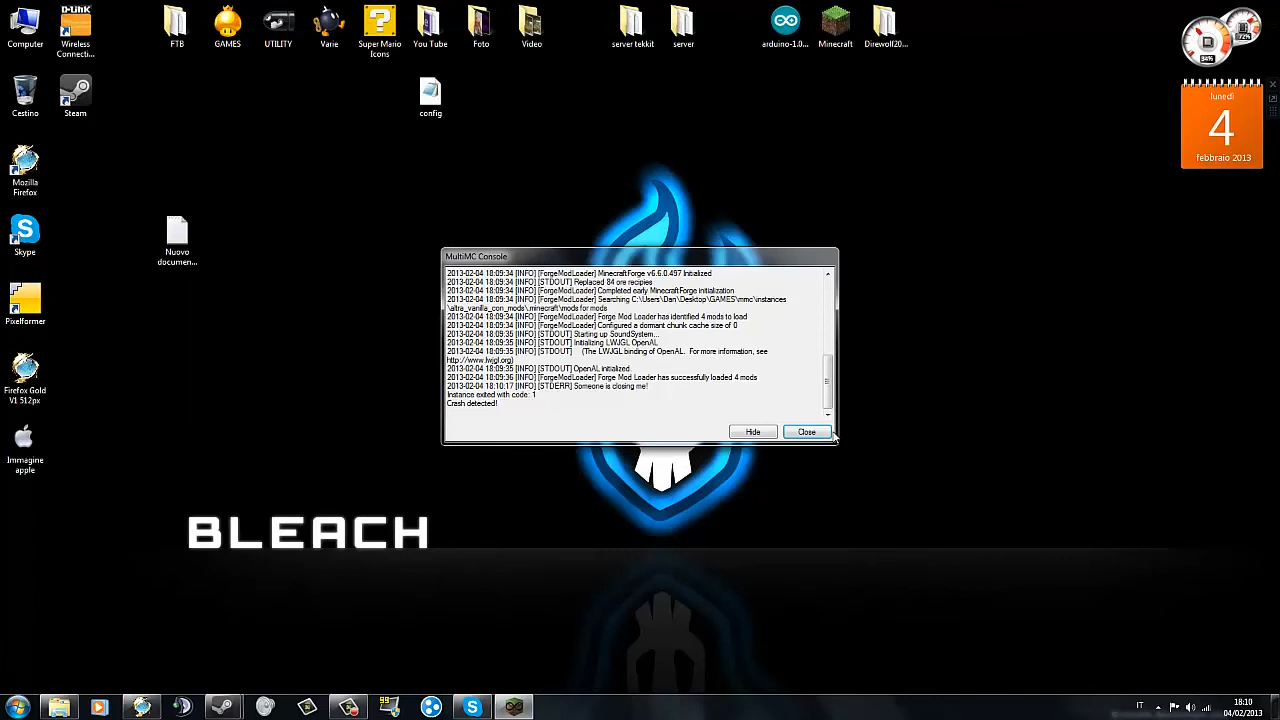 Computer
D-Link
Wireless
Connecti...
FTB
GAMES
UTILITY
Varie
Super Mario
Icons
You Tube
Foto
Video
server tekkit
server
arduino-1.0...
Minecraft
Direwolf20...
34%
72%
Cestino
Steam
config
lunedì
4
febbraio 2013
Mozilla
Firefox
Skype
Nuovo
documen...
Pixelformer
Firefox Gold
V1 512px
Immagine
apple
MultiMC Console
2013-02-04 18:09:34 [INFO] [ForgeModLoader] MinecraftForge v6.6.0.497 Initialized
2013-02-04 18:09:34 [INFO] [STDOUT] Replaced 84 ore recipies
2013-02-04 18:09:34 [INFO] [ForgeModLoader] Completed early MinecraftForge initialization
2013-02-04 18:09:34 [INFO] [ForgeModLoader] Searching C:\Users\Dan\Desktop\GAMES\mmc\instances
\altra_vanilla_con_mods\.minecraft\mods for mods
2013-02-04 18:09:34 [INFO] [ForgeModLoader] Forge Mod Loader has identified 4 mods to load
2013-02-04 18:09:34 [INFO] [ForgeModLoader] Configured a dormant chunk cache size of 0
2013-02-04 18:09:35 [INFO] [STDOUT] Starting up SoundSystem...
2013-02-04 18:09:35 [INFO] [STDOUT] Initializing LWJGL OpenAL
2013-02-04 18:09:35 [INFO] [STDOUT] (The LWJGL binding of OpenAL. For more information, see
http://www.lwjgl.org)
2013-02-04 18:09:35 [INFO] [STDOUT] OpenAL initialized.
2013-02-04 18:09:36 [INFO] [ForgeModLoader] Forge Mod Loader has successfully loaded 4 mods
2013-02-04 18:10:17 [INFO] [STDERR] Someone is closing me!
Instance exited with code: 1
Crash detected!
Hide
Close
BLEACH
99
IT
18:10
04/02/2013